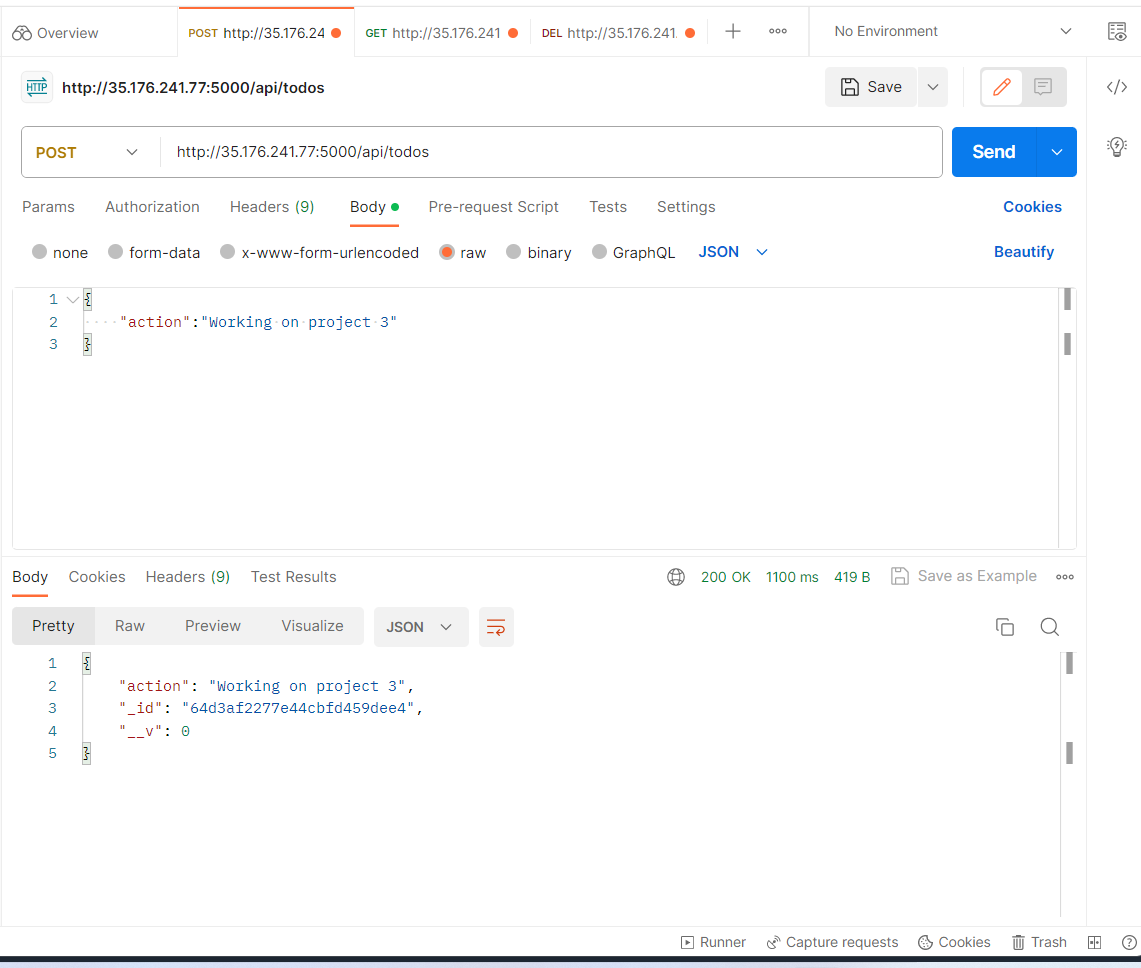 Overview POST http://35.176.24 GET http://35.176.241 DEL http://35.176.241. No Environment
HTTP http://35.176.241.77:5000/api/todos Save
POST http://35.176.241.77:5000/api/todos Send
Params Authorization Headers (9) Body Pre-request Script Tests Settings Cookies
none form-data x-www-form-urlencoded raw binary GraphQL JSON Beautify
1 {
2 "action":"Working on project 3"
3 }
Body Cookies Headers (9) Test Results 200 OK 1100 ms 419 B Save as Example
Pretty Raw Preview Visualize JSON
1 {
2 "action": "Working on project 3",
3 "_id": "64d3af2277e44cbfd459dee4",
4 "__v": 0
5 }
Runner Capture requests Cookies Trash